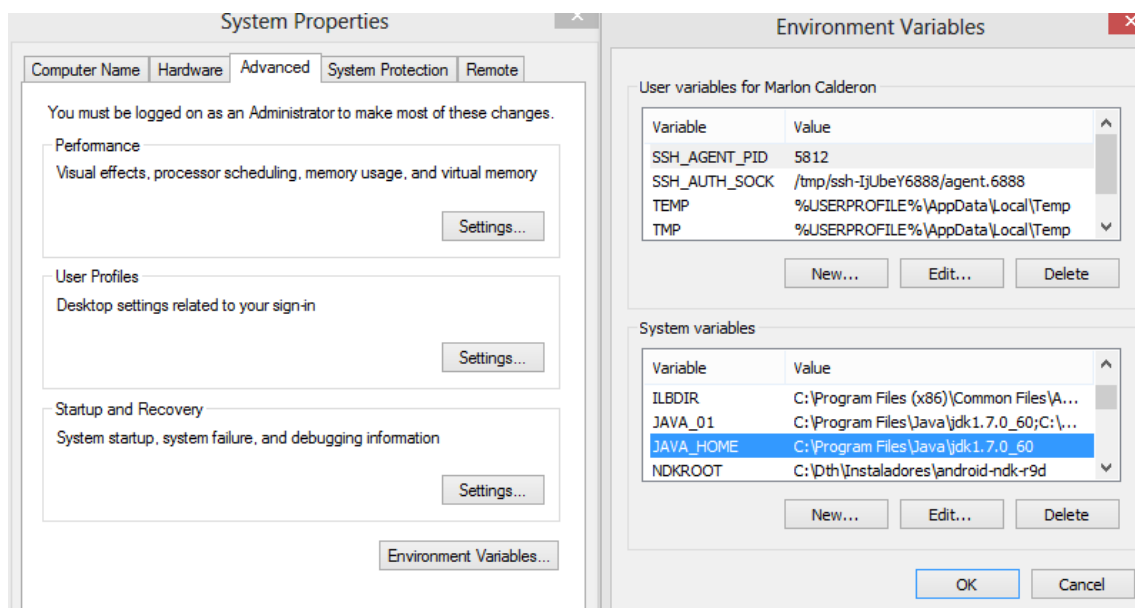 System Properties
Computer Name Hardware Advanced System Protection Remote
You must be logged on as an Administrator to make most of these changes.
Performance
Visual effects, processor scheduling, memory usage, and virtual memory
Settings...
User Profiles
Desktop settings related to your sign-in
Settings...
Startup and Recovery
System startup, system failure, and debugging information
Settings...
Environment Variables...
Environment Variables
User variables for Marlon Calderon
Variable Value
SSH_AGENT_PID 5812
SSH_AUTH_SOCK /tmp/ssh-IjUbeY6888/agent.6888
TEMP %USERPROFILE%\AppData\Local\Temp
TMP %USERPROFILE%\AppData\Local\Temp
New... Edit... Delete
System variables
Variable Value
ILBDIR C:\Program Files (x86)\Common Files\A...
JAVA_01 C:\Program Files\Java\jdk1.7.0_60;C:\...
JAVA_HOME C:\Program Files\Java\jdk1.7.0_60
NDKROOT C:\Dth\Instaladores\android-ndk-r9d
New... Edit... Delete
OK Cancel